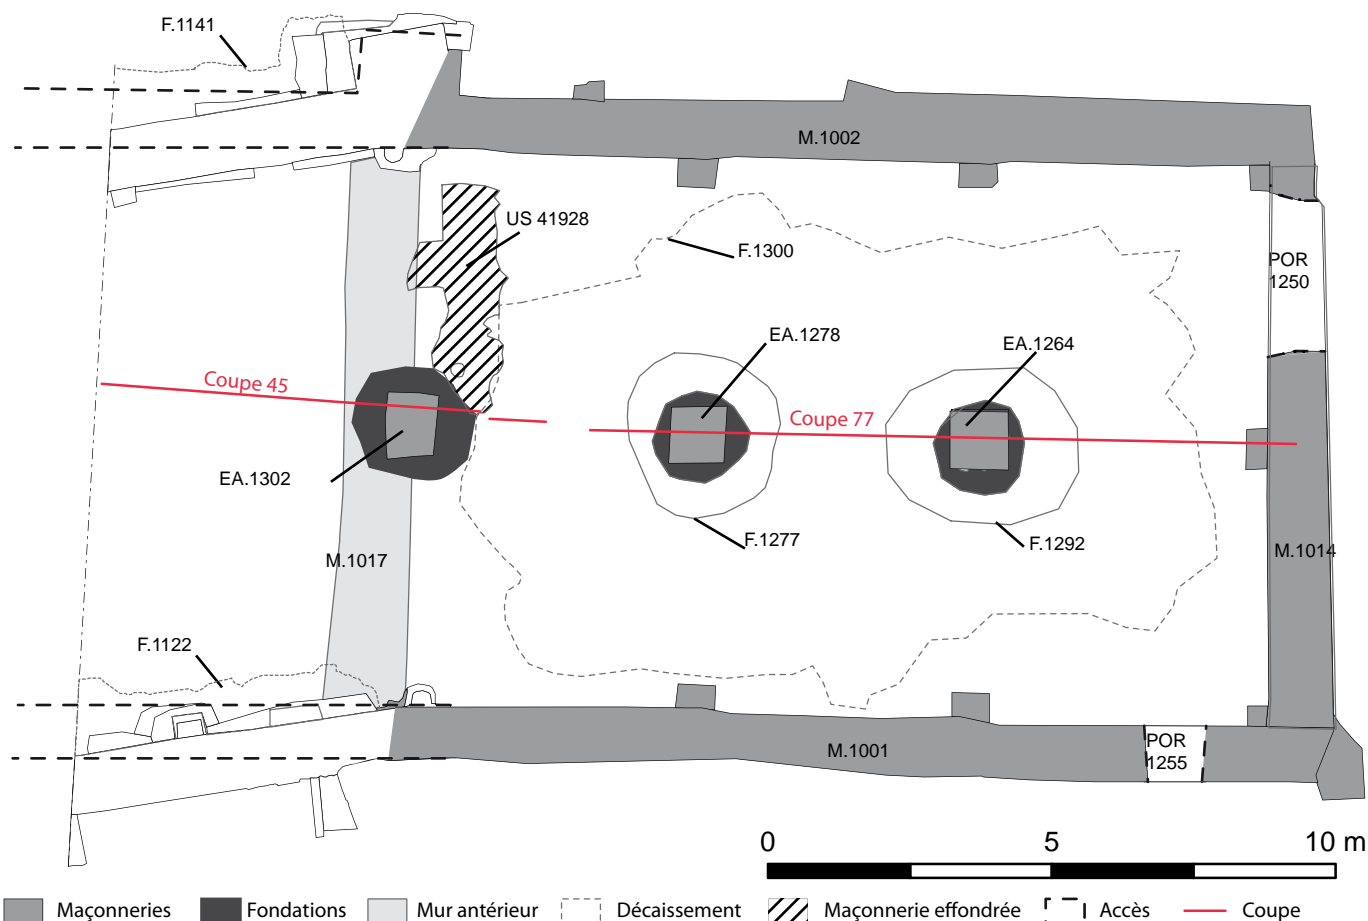 F.1141
M.1002
US 41928
F.1300
POR
1250
EA.1278
EA.1264
Coupe 45
Coupe 77
EA.1302
F.1277
F.1292
M.1017
M.1014
F.1122
POR
1255
M.1001
0 5 10 m
Maçonneries Fondations Mur antérieur Décaissement Maçonnerie effondrée Accès Coupe